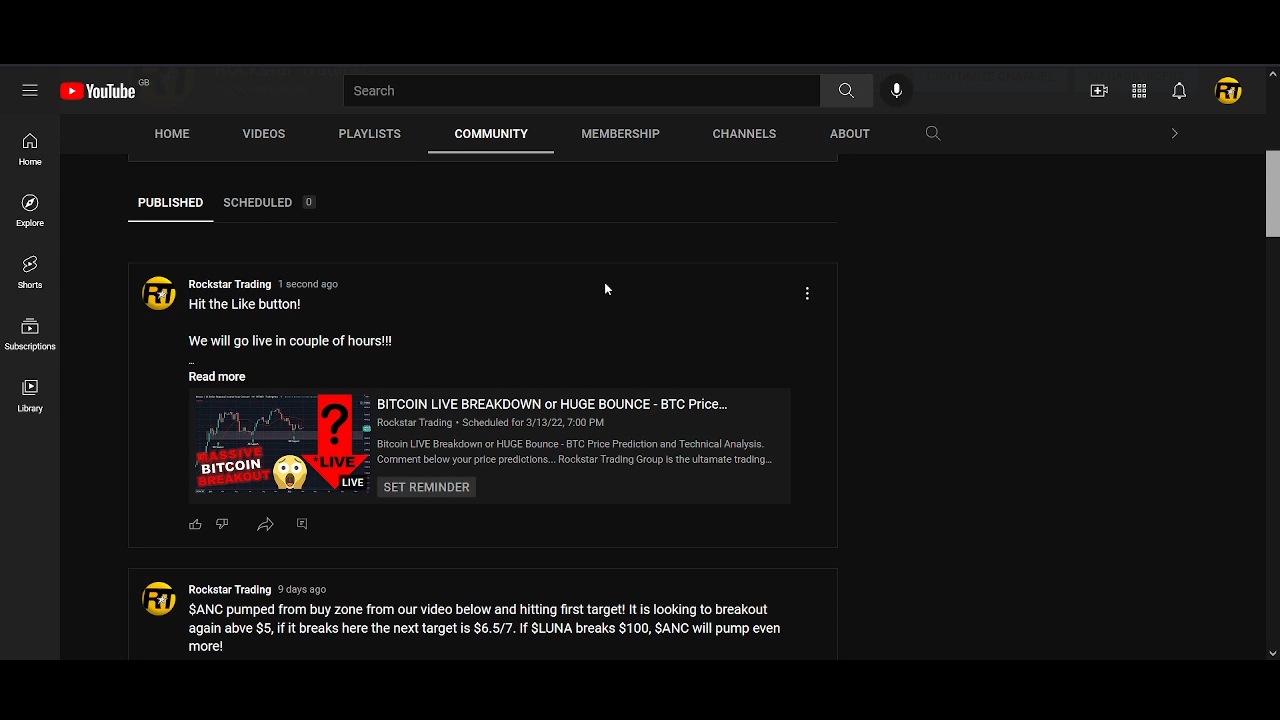 YouTube GB
Search
HOME VIDEOS PLAYLISTS COMMUNITY MEMBERSHIP CHANNELS ABOUT
Home
Explore
Shorts
Subscriptions
Library
PUBLISHED SCHEDULED 0
Rockstar Trading 1 second ago
Hit the Like button!
We will go live in couple of hours!!!
...
Read more
MASSIVE
BITCOIN
BREAKOUT
?
*LIVE
LIVE
BITCOIN LIVE BREAKDOWN or HUGE BOUNCE - BTC Price...
Rockstar Trading • Scheduled for 3/13/22, 7:00 PM
Bitcoin LIVE Breakdown or HUGE Bounce - BTC Price Prediction and Technical Analysis.
Comment below your price predictions... Rockstar Trading Group is the ultamate trading...
SET REMINDER
Rockstar Trading 9 days ago
$ANC pumped from buy zone from our video below and hitting first target! It is looking to breakout
again abve $5, if it breaks here the next target is $6.5/7. If $LUNA breaks $100, $ANC will pump even
more!